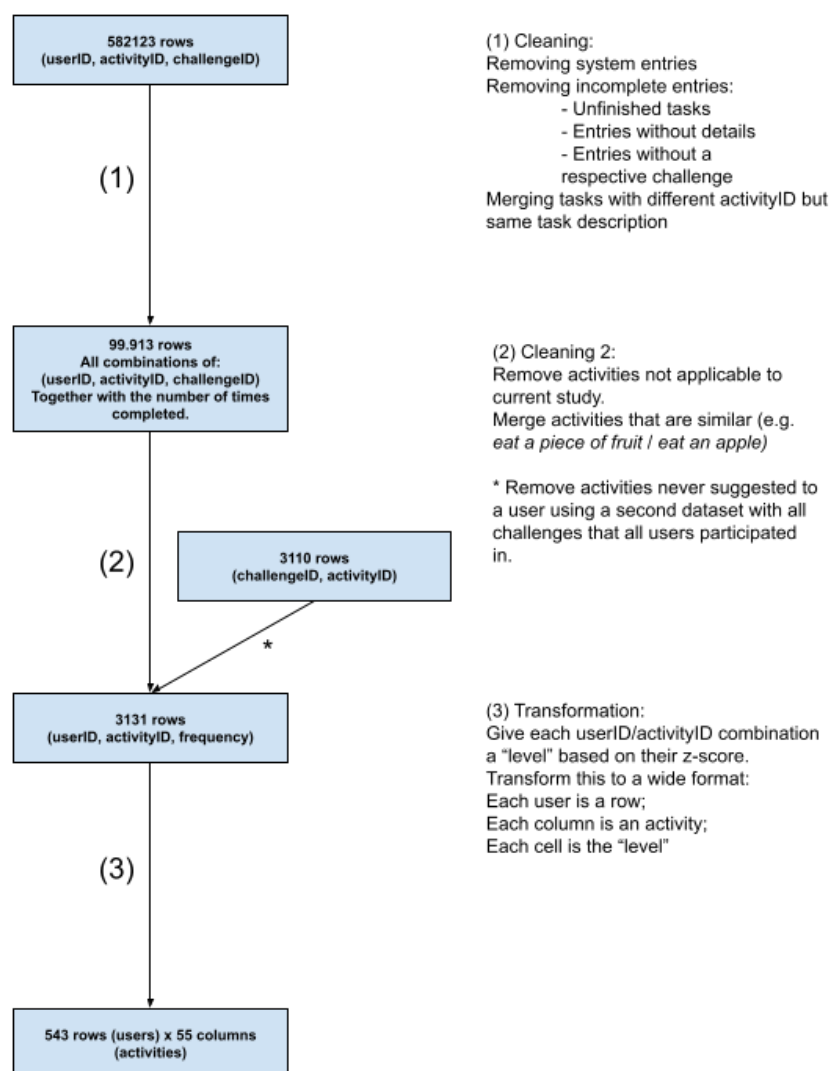 582123 rows
(userID, activityID, challengeID)
(1) Cleaning:
Removing system entries
Removing incomplete entries:
- Unfinished tasks
- Entries without details
- Entries without a
respective challenge
Merging tasks with different activityID but
same task description
(1)
99.913 rows
All combinations of:
(userID, activityID, challengeID)
Together with the number of times
completed.
(2) Cleaning 2:
Remove activities not applicable to
current study.
Merge activities that are similar (e.g.
eat a piece of fruit / eat an apple)
* Remove activities never suggested to
a user using a second dataset with all
challenges that all users participated
in.
(2)
3110 rows
(challengeID, activityID)
*
3131 rows
(userID, activityID, frequency)
(3) Transformation:
Give each userID/activityID combination
a “level” based on their z-score.
Transform this to a wide format:
Each user is a row;
Each column is an activity;
Each cell is the “level”
(3)
543 rows (users) x 55 columns
(activities)